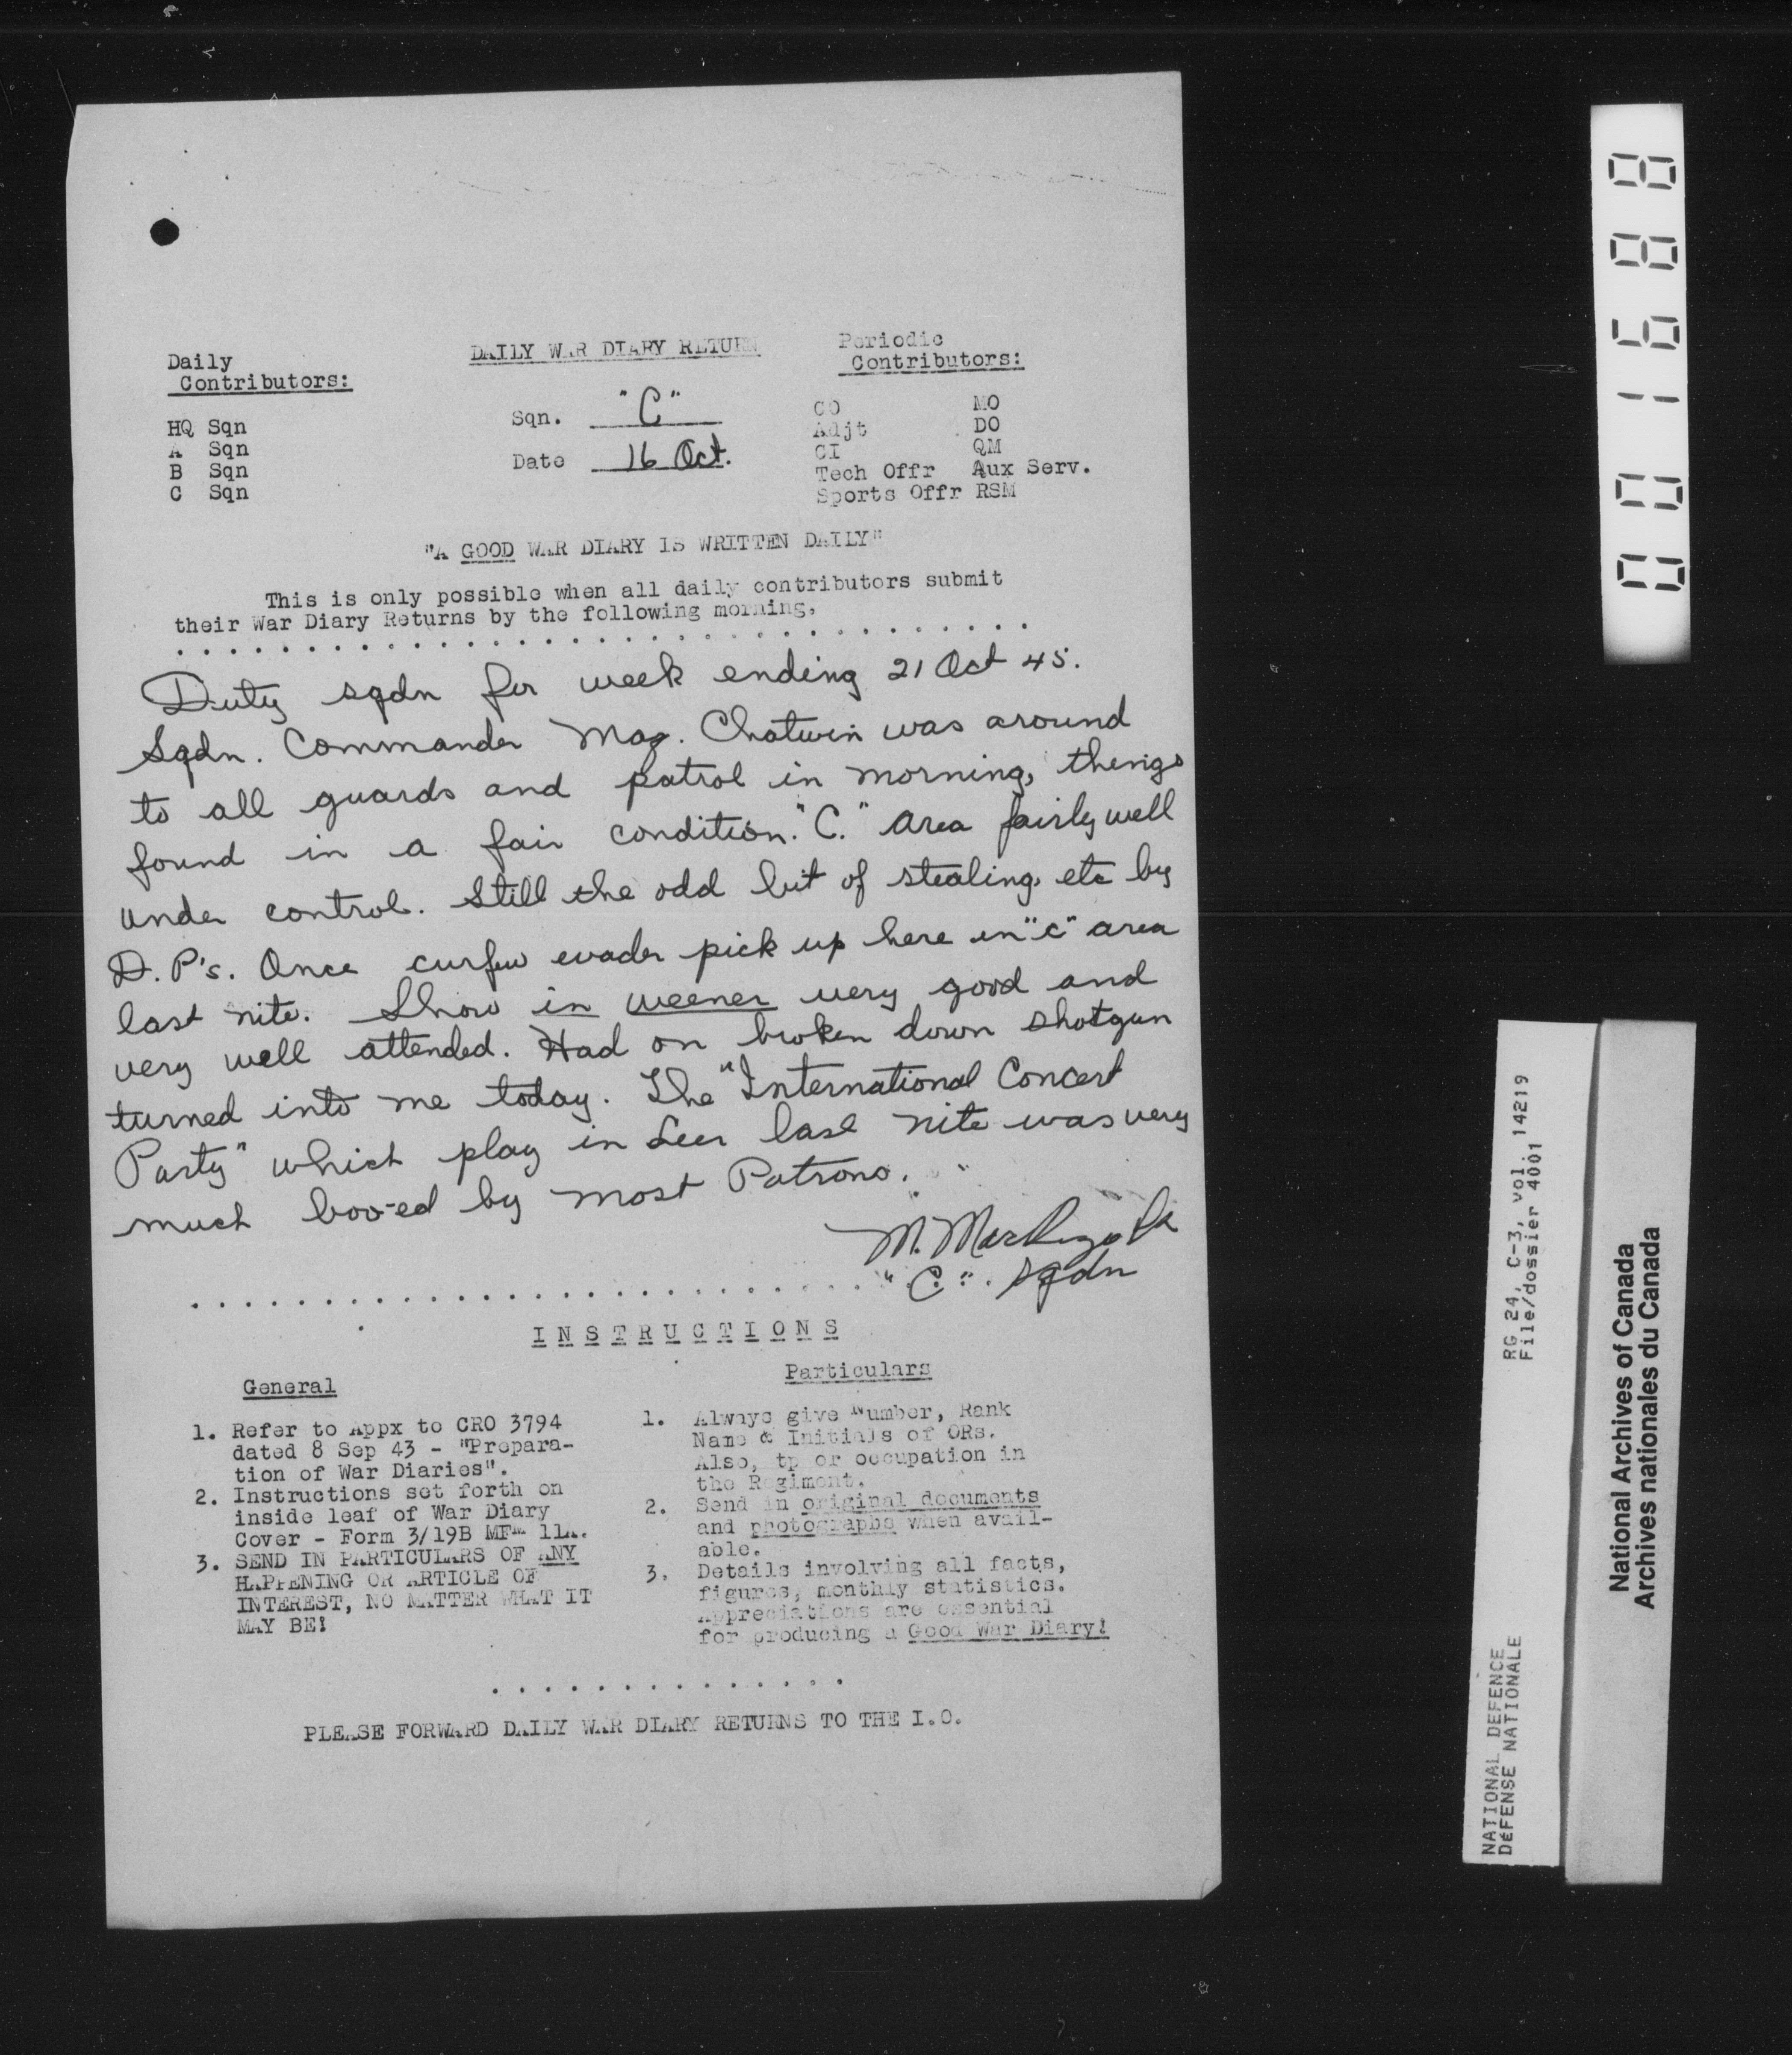 Daily
Contributors:
HQ Sqn
A Sqn
B Sqn
C Sqn
DAILY WAR DIARY RETURN
Sqn. "C"
Date 16 Oct.
Periodic
Contributors:
CO MO
Adjt DO
CI QM
Tech Offr Aux Serv.
Sports Offr RSM
"A GOOD WAR DIARY IS WRITTEN DAILY"
This is only possible when all daily contributors submit
their War Diary Returns by the following morning.
Duty sqdn for week ending 21 Oct 45.
Sqdn. Commander Maj. Chatwin was around
to all guards and patrol in morning, things
found in a fair condition. "C." Area fairly well
under control. Still the odd bit of stealing, etc by
D.P's. Once curfew evader pick up here in "C" area
last nite. Show in weener very good and
very well attended. Had on broken down shotgun
turned into me today. The "International Concert
Party" which play in Leer last nite was very
much boo-ed by most Patrons.
M.
"C". sqdn
INSTRUCTIONS
General
1. Refer to Appx to CRO 3794
dated 8 Sep 43 - "Prepara-
tion of War Diaries".
2. Instructions set forth on
inside leaf of War Diary
Cover - Form 3/19B MFM 11A.
3. SEND IN PARTICULARS OF ANY
HAPPENING OR ARTICLE OF
INTEREST, NO MATTER WHAT IT
MAY BE!
Particulars
1. Always give Number, Rank
Name & Initials of ORs.
Also, tp or occupation in
the Regiment.
2. Send in original documents
and photographs when avail-
able.
3. Details involving all facts,
figures, monthly statistics.
Appreciations are essential
for producing a Good War Diary!
PLEASE FORWARD DAILY WAR DIARY RETURNS TO THE I.O.
001688
RG 24, C-3, vol. 14219
File/dossier 4001
NATIONAL DEFENCE
DÉFENSE NATIONALE
National Archives of Canada
Archives nationales du Canada